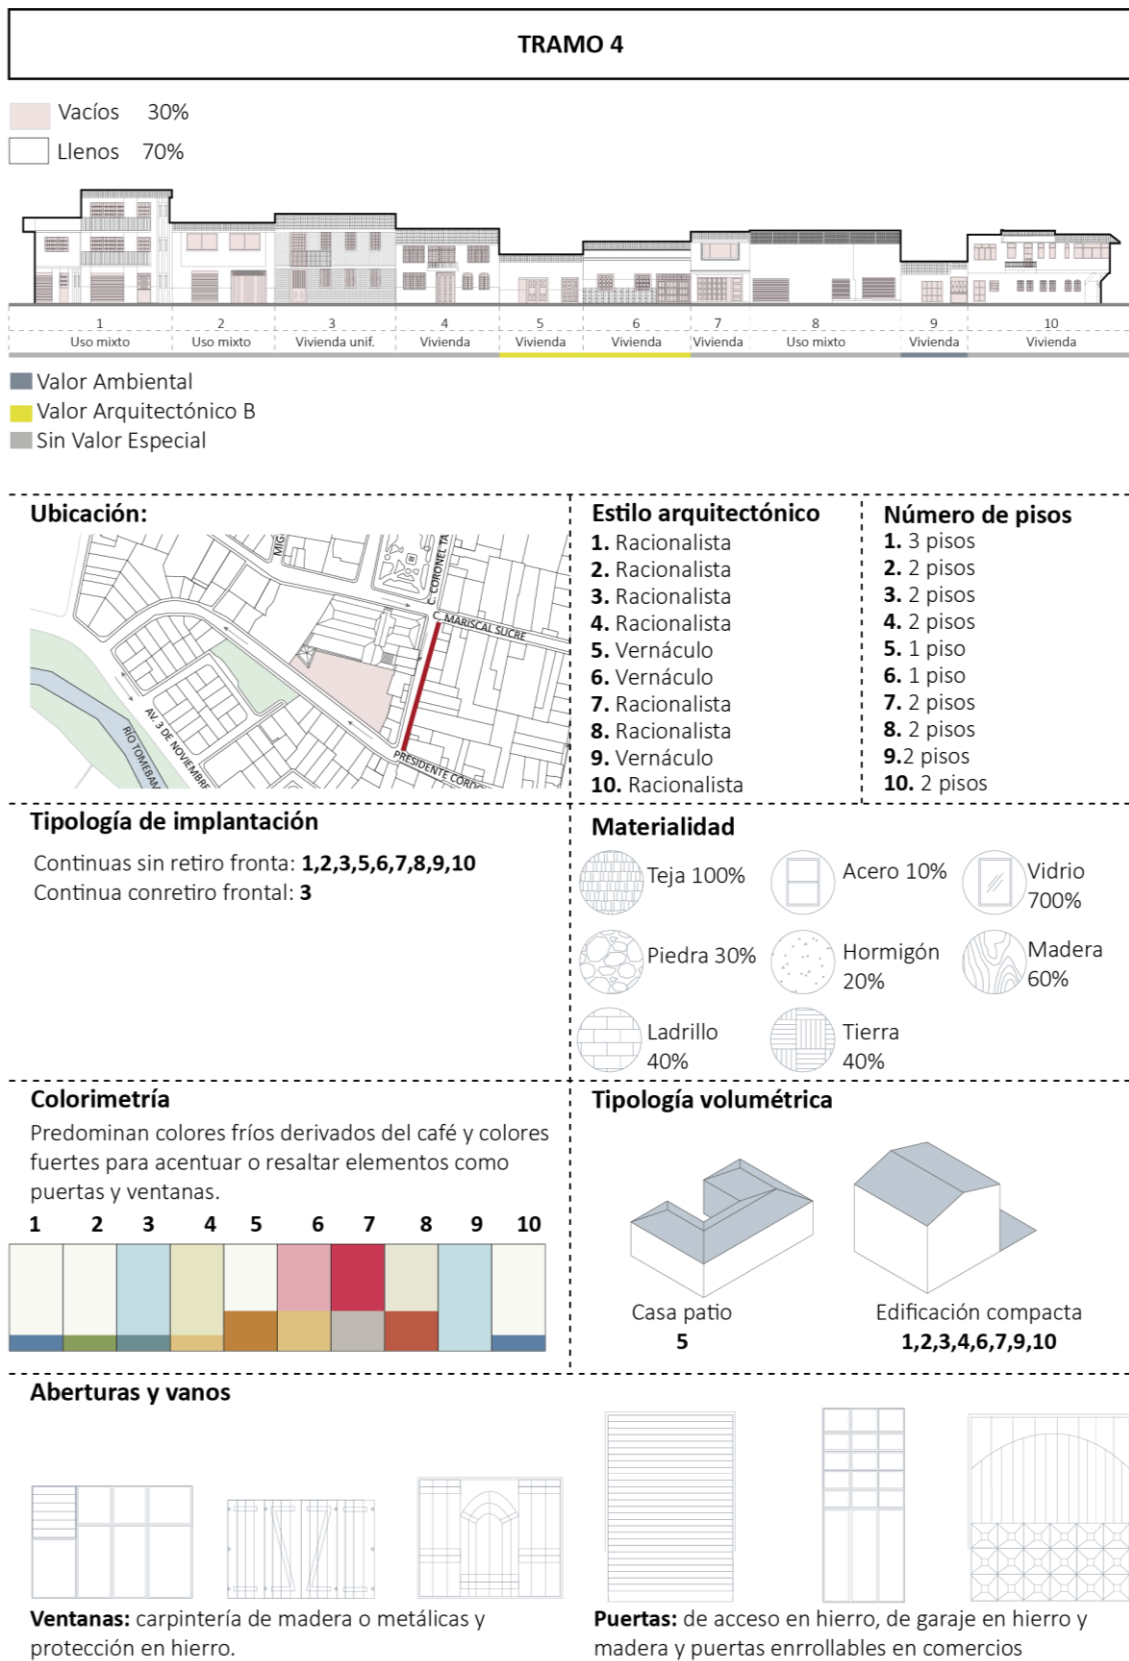 TRAMO 4
Vacíos 30%
Llenos 70%
1 2 3 4 5 6 7 8 9 10
Uso mixto Uso mixto Vivienda unif. Vivienda Vivienda Vivienda Vivienda Uso mixto Vivienda Vivienda
Valor Ambiental
Valor Arquitectónico B
Sin Valor Especial
Ubicación:
MIG
C. CORONEL TA
C. MARISCAL SUCRE
AV. 3 DE NOVIEMBRE
RÍO TOMEBAM
PRESIDENTE CÓRDO
Estilo arquitectónico
1. Racionalista
2. Racionalista
3. Racionalista
4. Racionalista
5. Vernáculo
6. Vernáculo
7. Racionalista
8. Racionalista
9. Vernáculo
10. Racionalista
Número de pisos
1. 3 pisos
2. 2 pisos
3. 2 pisos
4. 2 pisos
5. 1 piso
6. 1 piso
7. 2 pisos
8. 2 pisos
9.2 pisos
10. 2 pisos
Tipología de implantación
Continuas sin retiro fronta: 1,2,3,5,6,7,8,9,10
Continua conretiro frontal: 3
Materialidad
Teja 100%
Acero 10%
Vidrio
700%
Piedra 30%
Hormigón
20%
Madera
60%
Ladrillo
40%
Tierra
40%
Colorimetría
Predominan colores fríos derivados del café y colores
fuertes para acentuar o resaltar elementos como
puertas y ventanas.
1 2 3 4 5 6 7 8 9 10
Tipología volumétrica
Casa patio
5
Edificación compacta
1,2,3,4,6,7,9,10
Aberturas y vanos
Ventanas: carpintería de madera o metálicas y
protección en hierro.
Puertas: de acceso en hierro, de garaje en hierro y
madera y puertas enrrollables en comercios